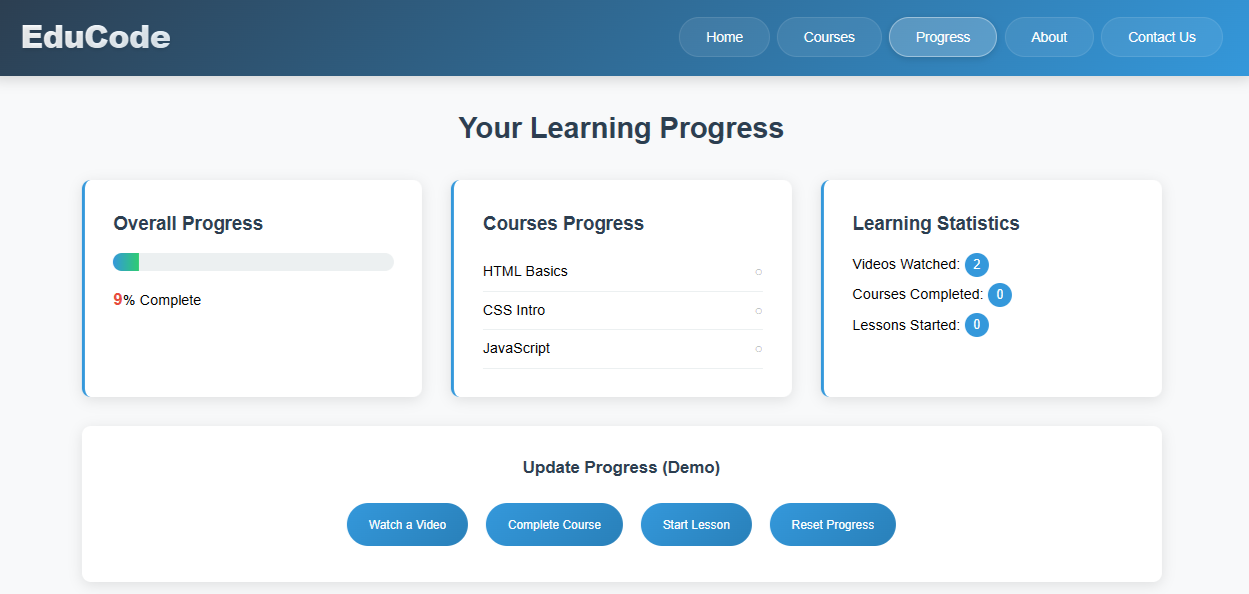 EduCode
Home Courses Progress About Contact Us
Your Learning Progress
Overall Progress
9% Complete
Courses Progress
HTML Basics
CSS Intro
JavaScript
Learning Statistics
Videos Watched: 2
Courses Completed: 0
Lessons Started: 0
Update Progress (Demo)
Watch a Video Complete Course Start Lesson Reset Progress